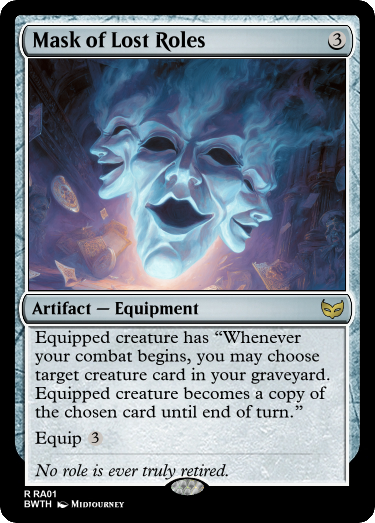 Mask of Lost Roles 3
Artifact — Equipment
Equipped creature has “Whenever
your combat begins, you may choose
target creature card in your graveyard.
Equipped creature becomes a copy of
the chosen card until end of turn.”
Equip 3
No role is ever truly retired.
R RA01
BWTH Midjourney